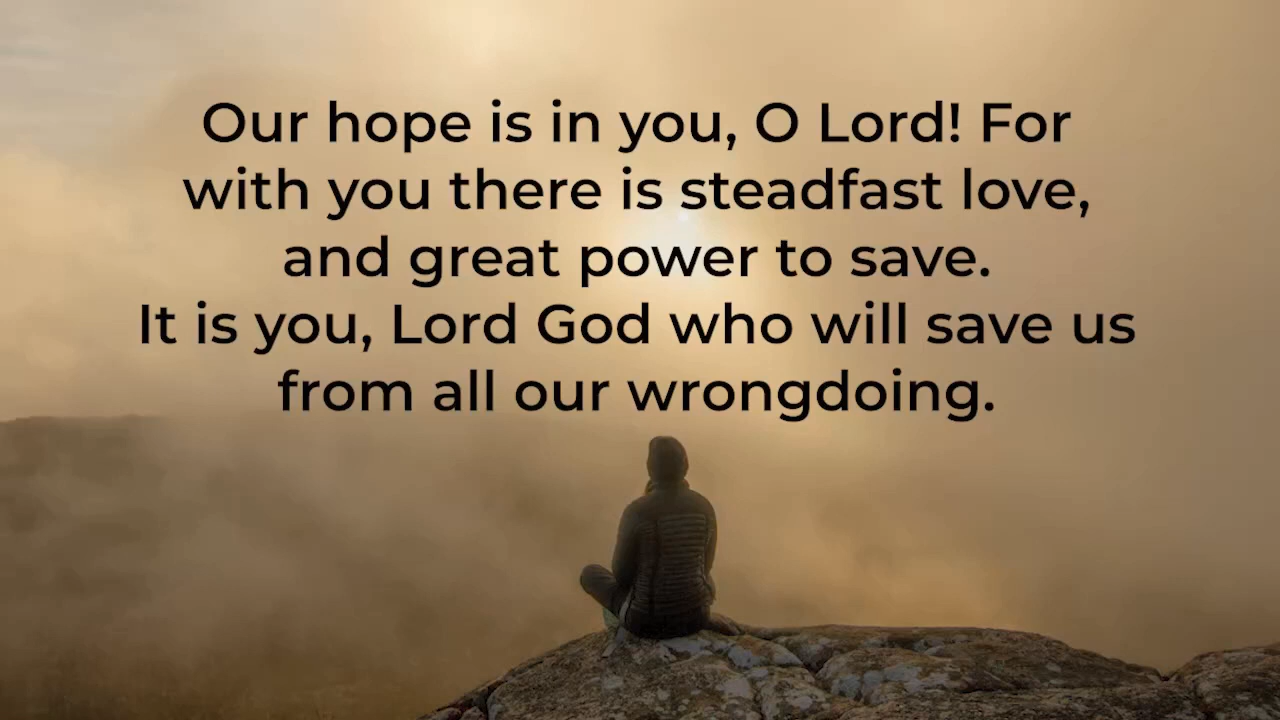 Our hope is in you, O Lord! For
with you there is steadfast love,
and great power to save.
It is you, Lord God who will save us
from all our wrongdoing.